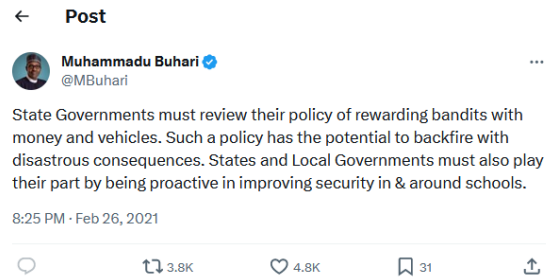 Post
Muhammadu Buhari
@MBuhari
State Governments must review their policy of rewarding bandits with
money and vehicles. Such a policy has the potential to backfire with
disastrous consequences. States and Local Governments must also play
their part by being proactive in improving security in & around schools.
8:25 PM · Feb 26, 2021
3.8K 4.8K 31